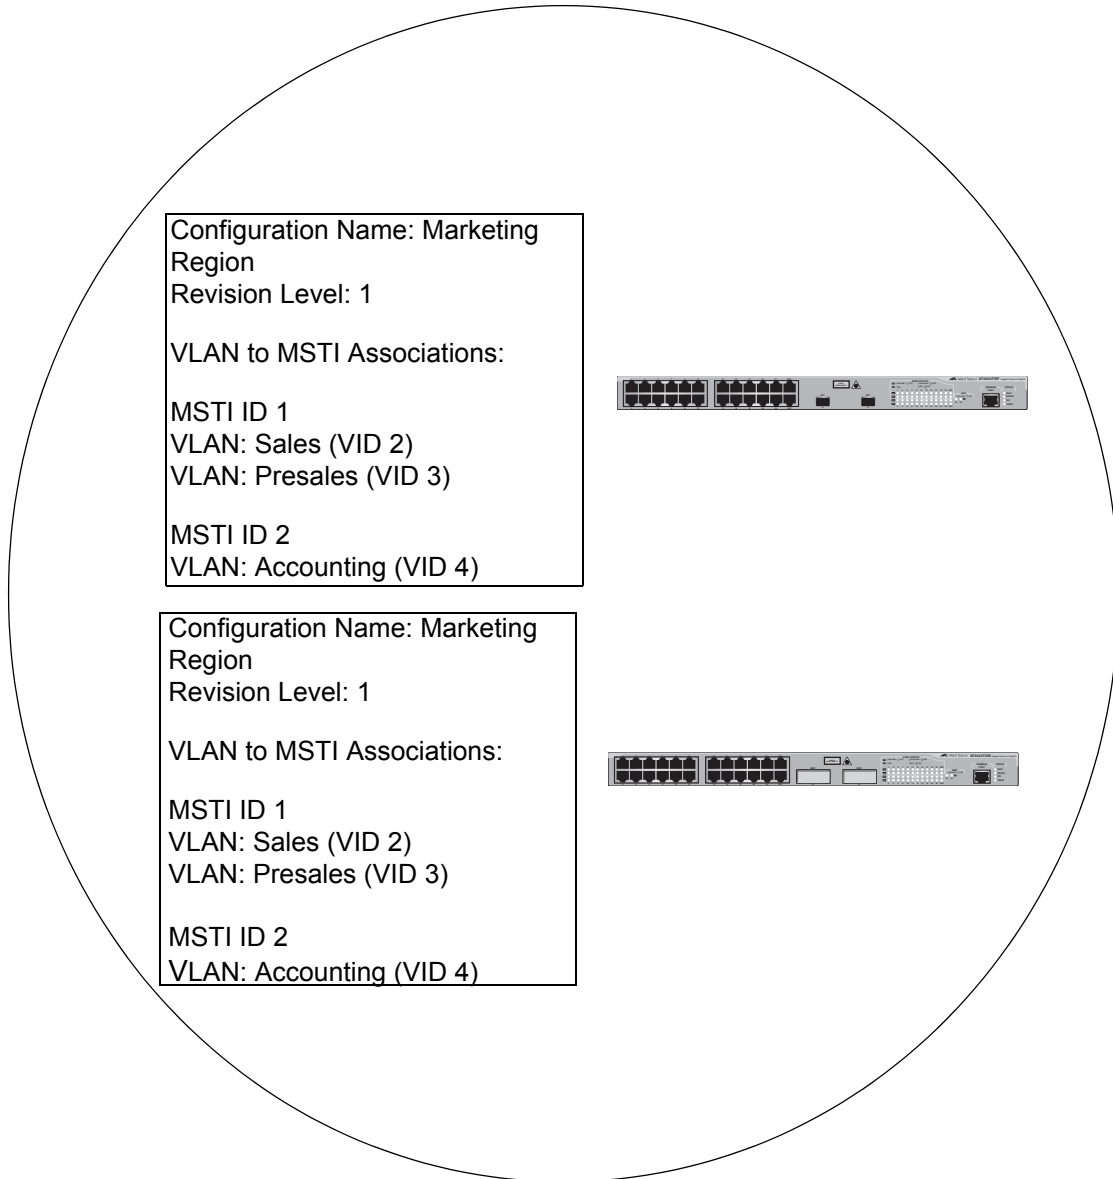 Configuration Name: Marketing
Region
Revision Level: 1
VLAN to MSTI Associations:
MSTI ID 1
VLAN: Sales (VID 2)
VLAN: Presales (VID 3)
MSTI ID 2
VLAN: Accounting (VID 4)
Configuration Name: Marketing
Region
Revision Level: 1
VLAN to MSTI Associations:
MSTI ID 1
VLAN: Sales (VID 2)
VLAN: Presales (VID 3)
MSTI ID 2
VLAN: Accounting (VID 4)